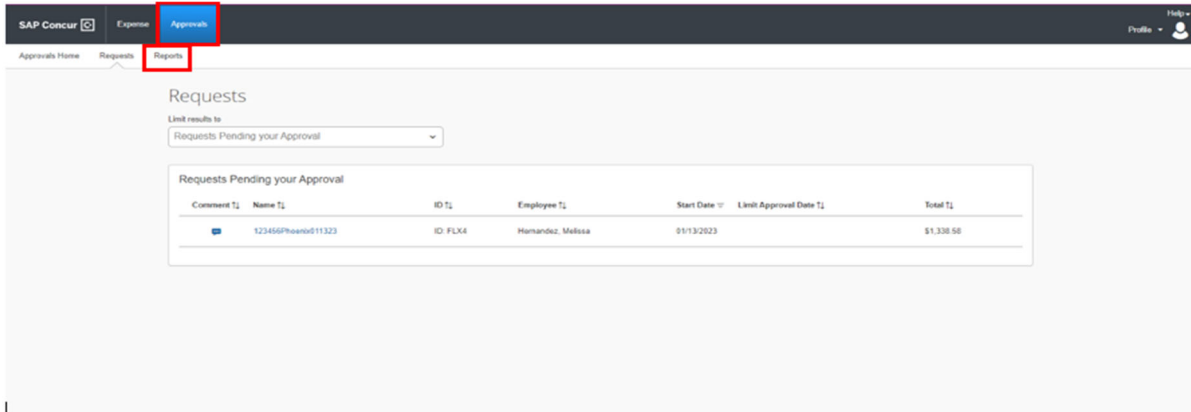 SAP Concur C Expense Approvals Help
Profile
Approvals Home Requests Reports
Requests
Limit results to
Requests Pending your Approval
Requests Pending your Approval
Comment Name ID Employee Start Date Limit Approval Date Total
123456Phoenix011323 ID: FLX4 Hernandez, Melissa 01/13/2023 $1,338.58